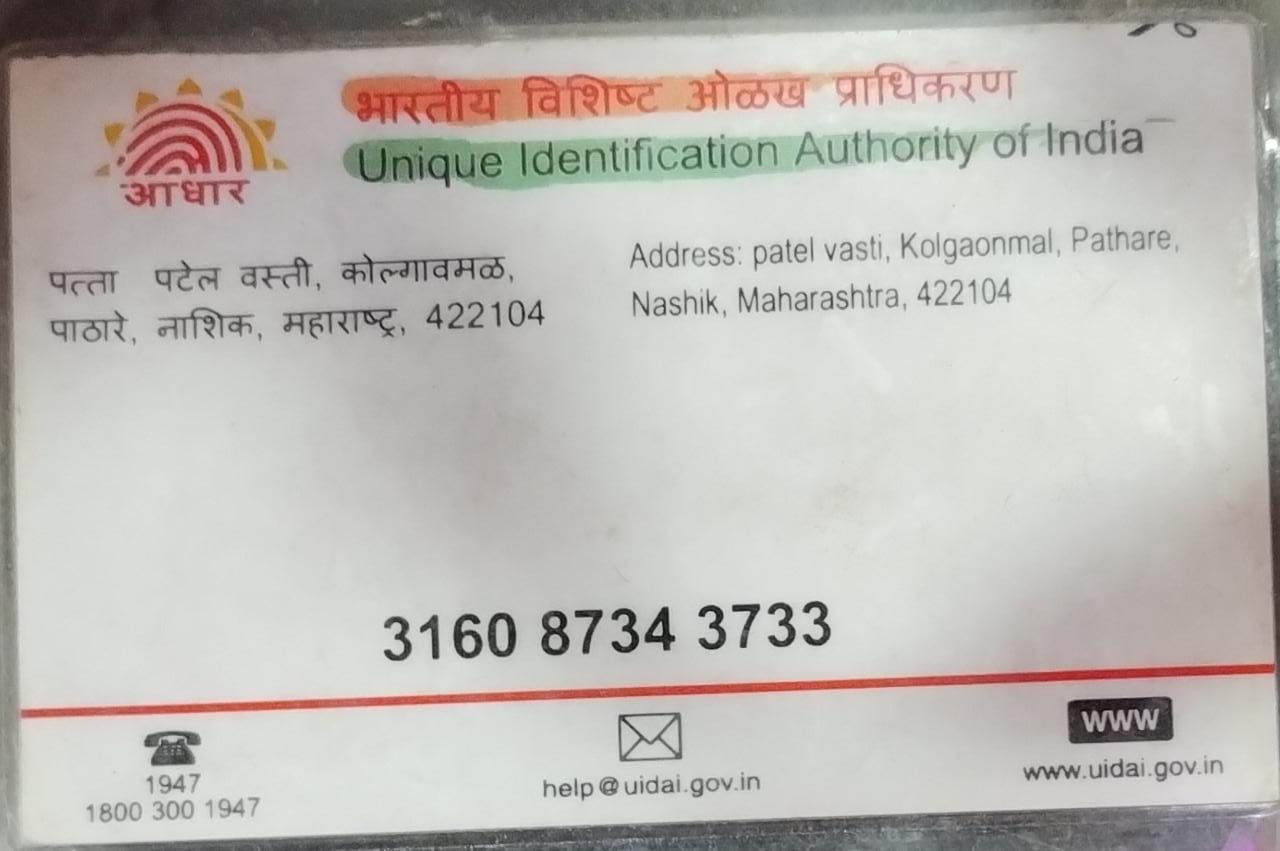 भारतीय विशिष्ट ओळख प्राधिकरण
Unique Identification Authority of India
आधार
पत्ता पटेल वस्ती, कोल्गावमळ,
पाठारे, नाशिक, महाराष्ट्र, 422104
Address: patel vasti, Kolgaonmal, Pathare,
Nashik, Maharashtra, 422104
3160 8734 3733
1947
1800 300 1947
help@uidai.gov.in
www
www.uidai.gov.in